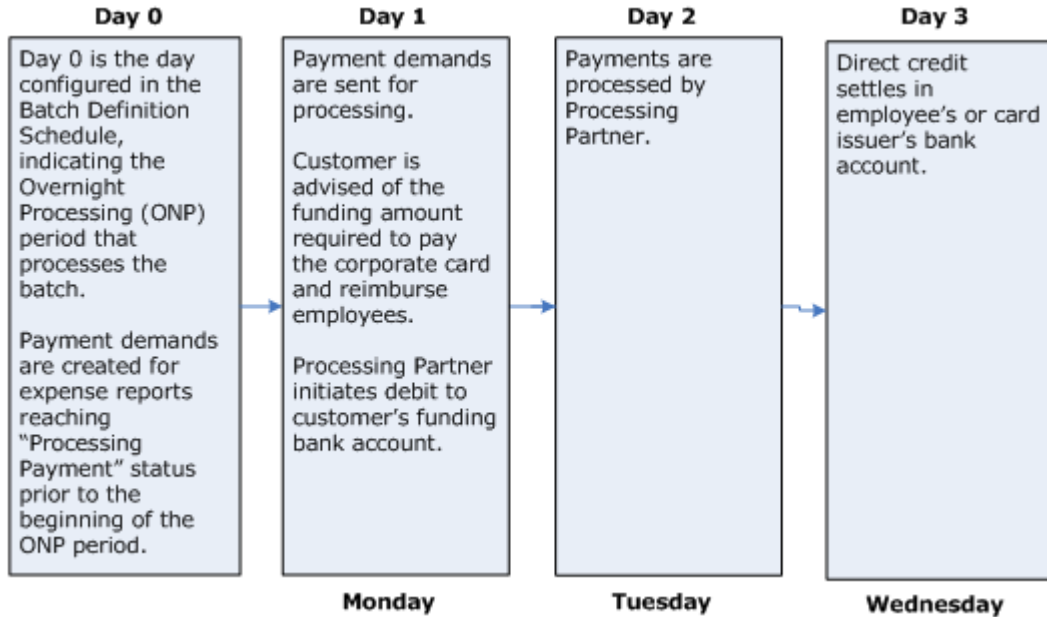 Day 0
Day 0 is the day
configured in the
Batch Definition
Schedule,
indicating the
Overnight
Processing (ONP)
period that
processes the
batch.
Payment demands
are created for
expense reports
reaching
“Processing
Payment” status
prior to the
beginning of the
ONP period.
Day 1
Payment demands
are sent for
processing.
Customer is
advised of the
funding amount
required to pay
the corporate card
and reimburse
employees.
Processing Partner
initiates debit to
customer’s funding
bank account.
Monday
Day 2
Payments are
processed by
Processing
Partner.
Tuesday
Day 3
Direct credit
settles in
employee’s or card
issuer’s bank
account.
Wednesday